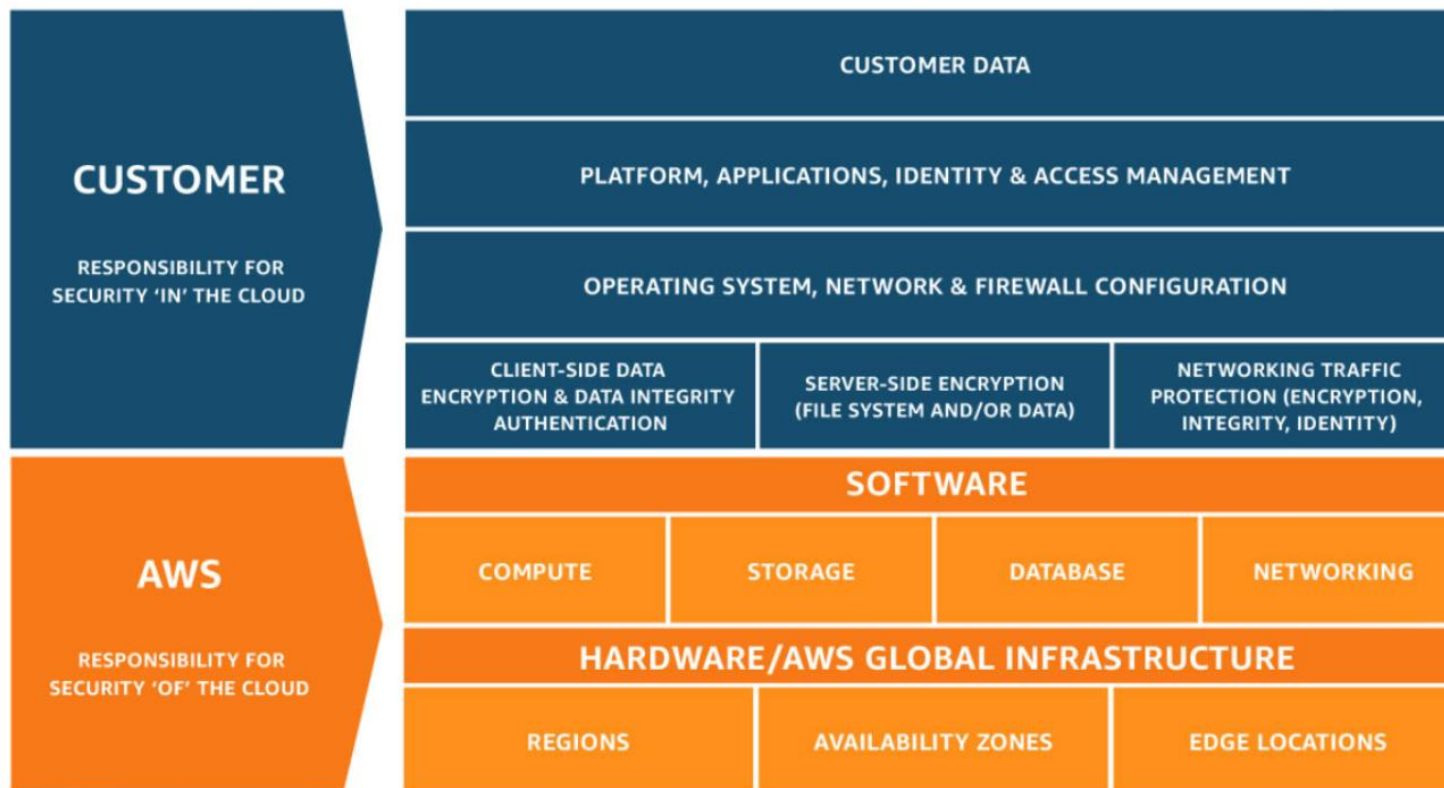 CUSTOMER
RESPONSIBILITY FOR
SECURITY ‘IN’ THE CLOUD
CUSTOMER DATA
PLATFORM, APPLICATIONS, IDENTITY & ACCESS MANAGEMENT
OPERATING SYSTEM, NETWORK & FIREWALL CONFIGURATION
CLIENT-SIDE DATA
ENCRYPTION & DATA INTEGRITY
AUTHENTICATION
SERVER-SIDE ENCRYPTION
(FILE SYSTEM AND/OR DATA)
NETWORKING TRAFFIC
PROTECTION (ENCRYPTION,
INTEGRITY, IDENTITY)
AWS
RESPONSIBILITY FOR
SECURITY ‘OF’ THE CLOUD
SOFTWARE
COMPUTE
STORAGE
DATABASE
NETWORKING
HARDWARE/AWS GLOBAL INFRASTRUCTURE
REGIONS
AVAILABILITY ZONES
EDGE LOCATIONS